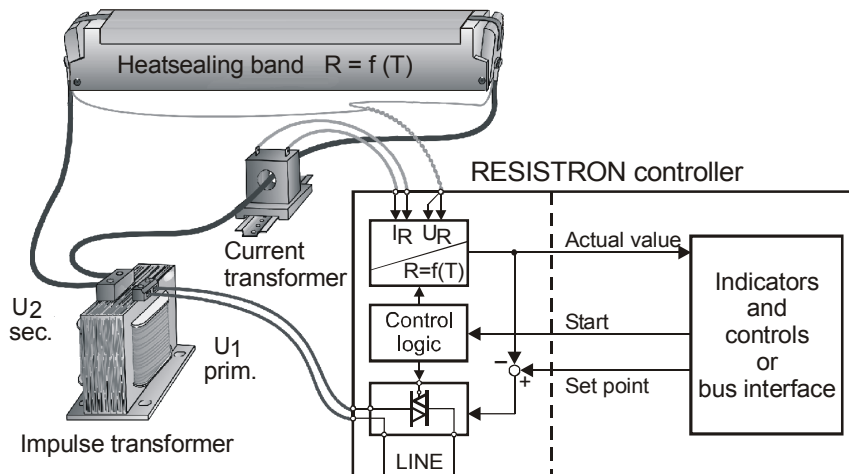 Heatsealing band R = f (T)
RESISTRON controller
Current
transformer
IR UR
R=f(T)
Actual value
Indicators
and
controls
or
bus interface
U2
sec.
U1
prim.
Control
logic
Start
−
+
Set point
Impulse transformer
LINE